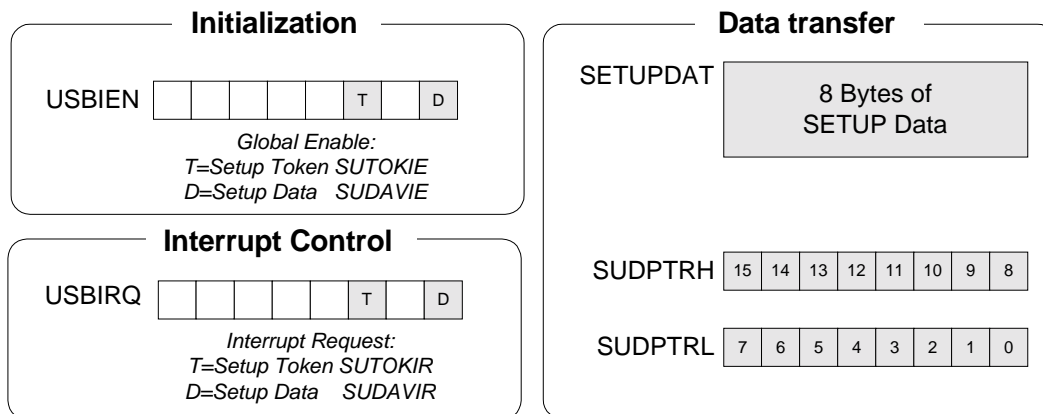 Initialization
USBIEN T D
Global Enable:
T=Setup Token SUTOKIE
D=Setup Data SUDAVIE
Interrupt Control
USBIRQ T D
Interrupt Request:
T=Setup Token SUTOKIR
D=Setup Data SUDAVIR
Data transfer
SETUPDAT
8 Bytes of
SETUP Data
SUDPTRH 15 14 13 12 11 10 9 8
SUDPTRL 7 6 5 4 3 2 1 0